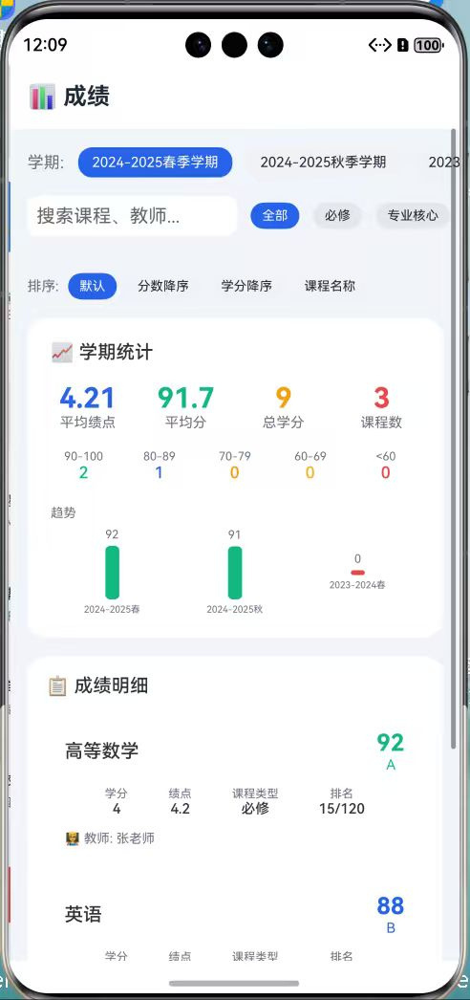 12:09
100
成绩
学期: 2024-2025春季学期 2024-2025秋季学期 2023
搜索课程、教师... 全部 必修 专业核心
排序: 默认 分数降序 学分降序 课程名称
学期统计
4.21 91.7 9 3
平均绩点 平均分 总学分 课程数
90-100 80-89 70-79 60-69 <60
2 1 0 0 0
趋势
92 91 0
2024-2025春 2024-2025秋 2023-2024春
成绩明细
高等数学 92
A
学分 绩点 课程类型 排名
4 4.2 必修 15/120
教师: 张老师
英语 88
B
学分 绩点 课程类型 排名